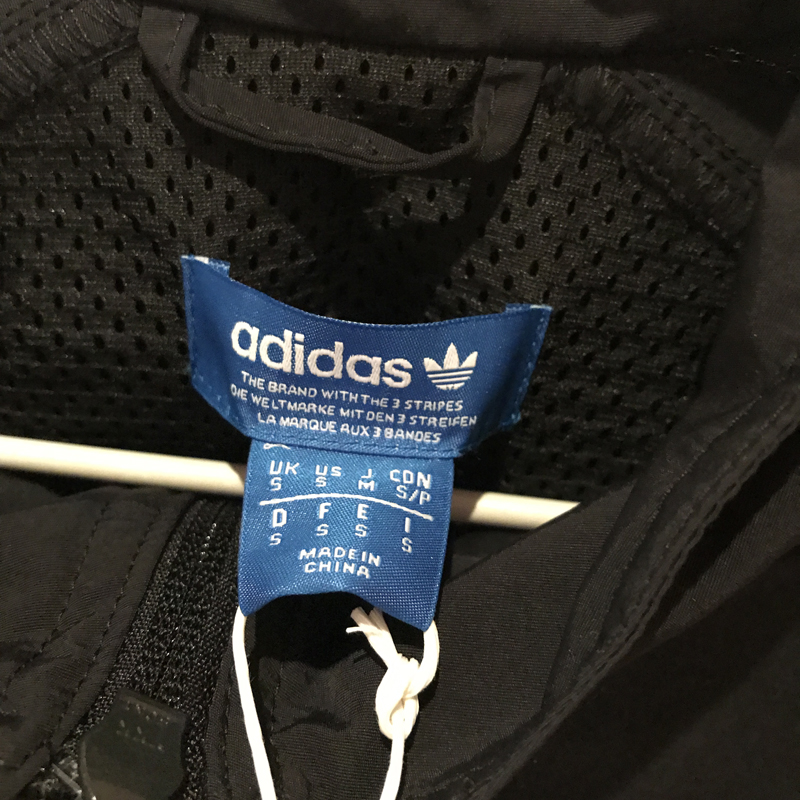 adidas
THE BRAND WITH THE 3 STRIPES
DIE WELTMARKE MIT DEN 3 STREIFEN
LA MARQUE AUX 3 BANDES
UK US J CDN
S S M S/P
D F E I
S S S S
MADE IN
CHINA